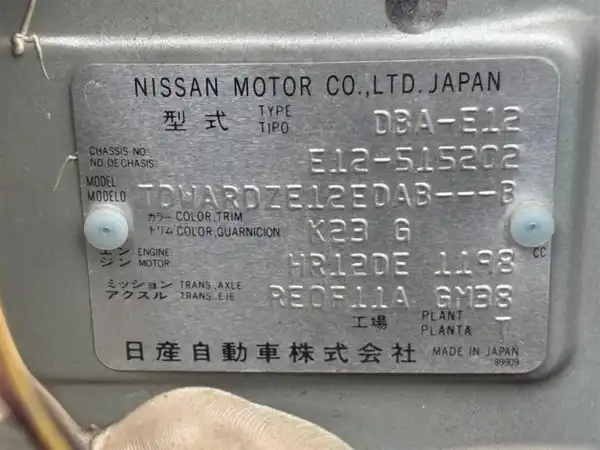 NISSAN MOTOR CO.,LTD. JAPAN
型式 TYPE TIPO DBA-E12
CHASSIS NO. NO. DE CHASIS E12-515202
MODEL MODELO TDWARDZE12EDAB---B
カラー COLOR,TRIM
トリム COLOR,GUARNICION K23 G
エン ENGINE
ジン MOTOR HR12DE 1198 CC
ミッション TRANS.,AXLE
アクスル TRANS.,EJE RE0F11A GM38
工場 PLANT PLANTA T
日産自動車株式会社 MADE IN JAPAN
89909